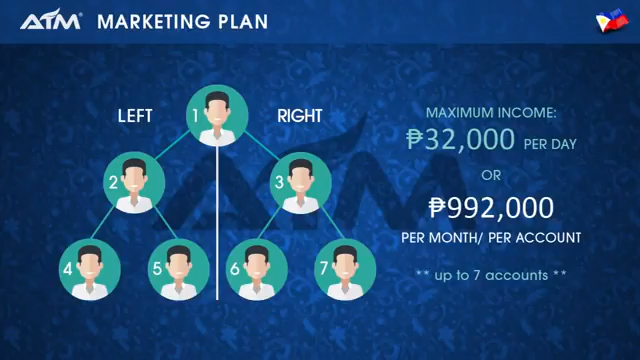 ATM® MARKETING PLAN
LEFT
RIGHT
1
2
3
4
5
6
7
ATM
MAXIMUM INCOME:
₱32,000 PER DAY
OR
₱992,000
PER MONTH/ PER ACCOUNT
** up to 7 accounts **